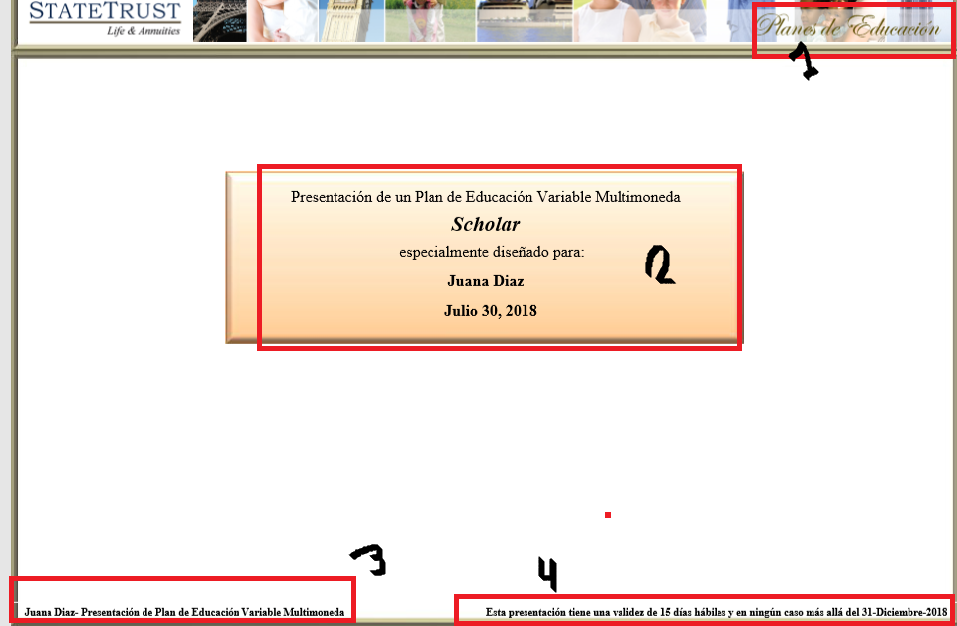 STATETRUST
Life & Annuities
Planes de Educación
1
Presentación de un Plan de Educación Variable Multimoneda
Scholar
especialmente diseñado para:
Juana Diaz
2
Julio 30, 2018
3
4
Juana Diaz- Presentación de Plan de Educación Variable Multimoneda
Esta presentación tiene una validez de 15 días hábiles y en ningún caso más allá del 31-Diciembre-2018